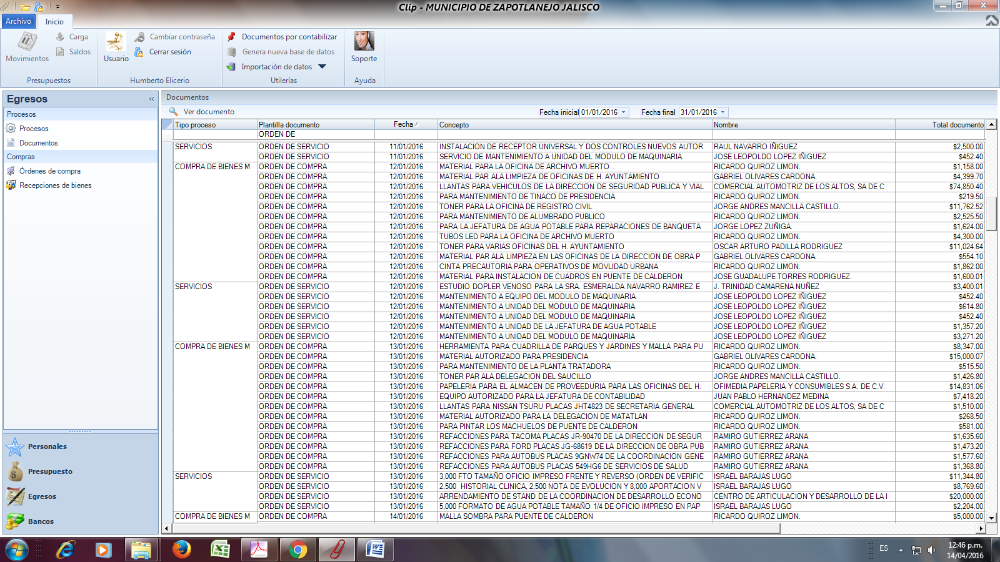 Clip - MUNICIPIO DE ZAPOTLANEJO JALISCO
Archivo Inicio
Movimientos Carga Saldos Presupuestos
Usuario Cambiar contraseña Cerrar sesión Humberto Elicerio
Documentos por contabilizar Genera nueva base de datos Importación de datos Utilerías
Soporte Ayuda
Egresos «
Procesos
Procesos
Documentos
Compras
Órdenes de compra
Recepciones de bienes
Personales
Presupuesto
Egresos
Bancos
Documentos
Ver documento Fecha inicial 01/01/2016 Fecha final 31/01/2016
Tipo proceso Plantilla documento Fecha / Concepto Nombre Total documento
ORDEN DE
SERVICIOS ORDEN DE SERVICIO 11/01/2016 INSTALACION DE RECEPTOR UNIVERSAL Y DOS CONTROLES NUEVOS AUTOR RAUL NAVARRO IÑIGUEZ $2,500.00
ORDEN DE SERVICIO 11/01/2016 SERVICIO DE MANTENIMIENTO A UNIDAD DEL MODULO DE MAQUINARIA JOSE LEOPOLDO LOPEZ IÑIGUEZ $452.40
COMPRA DE BIENES M ORDEN DE COMPRA 12/01/2016 MATERIAL PARA LA OFICINA DE ARCHIVO MUERTO RICARDO QUIROZ LIMON. $1,158.00
ORDEN DE COMPRA 12/01/2016 MATERIAL PAR ALA LIMPIEZA DE OFICINAS DE H. AYUNTAMIENTO GABRIEL OLIVARES CARDONA. $4,399.70
ORDEN DE COMPRA 12/01/2016 LLANTAS PARA VEHICULOS DE LA DIRECCION DE SEGURIDAD PUBLICA Y VIAL COMERCIAL AUTOMOTRIZ DE LOS ALTOS, SA DE C $74,850.40
ORDEN DE COMPRA 12/01/2016 PARA MANTENIMIENTO DE TINACO DE PRESIDENCIA RICARDO QUIROZ LIMON. $219.50
ORDEN DE COMPRA 12/01/2016 TONER PARA LA OFICINA DE REGISTRO CIVIL JORGE ANDRES MANCILLA CASTILLO. $11,762.52
ORDEN DE COMPRA 12/01/2016 PARA MANTENIMIENTO DE ALUMBRADO PUBLICO RICARDO QUIROZ LIMON. $2,525.50
ORDEN DE COMPRA 12/01/2016 PARA LA JEFATURA DE AGUA POTABLE PARA REPARACIONES DE BANQUETA JORGE LOPEZ ZUÑIGA. $1,624.00
ORDEN DE COMPRA 12/01/2016 TUBOS LED PARA LA OFICINA DE ARCHIVO MUERTO RICARDO QUIROZ LIMON. $4,300.00
ORDEN DE COMPRA 12/01/2016 TONER PARA VARIAS OFICINAS DEL H. AYUNTAMIENTO OSCAR ARTURO PADILLA RODRIGUEZ $11,024.64
ORDEN DE COMPRA 12/01/2016 MATERIAL PAR ALA LIMPIEZA EN LAS OFICINAS DE LA DIRECCION DE OBRA P GABRIEL OLIVARES CARDONA. $554.10
ORDEN DE COMPRA 12/01/2016 CINTA PRECAUTORIA PARA OPERATIVOS DE MOVLIDAD URBANA RICARDO QUIROZ LIMON. $1,862.00
ORDEN DE COMPRA 12/01/2016 MATERIAL PARA INSTALACION DE CUADROS EN PUENTE DE CALDERON JOSE GUADALUPE TORRES RODRIGUEZ. $1,600.01
SERVICIOS ORDEN DE SERVICIO 12/01/2016 ESTUDIO DOPLER VENOSO PARA LA SRA. ESMERALDA NAVARRO RAMIREZ E J. TRINIDAD CAMARENA NUÑEZ $3,400.01
ORDEN DE SERVICIO 12/01/2016 MANTENIMIENTO A EQUIPO DEL MODULO DE MAQUINARIA JOSE LEOPOLDO LOPEZ IÑIGUEZ $452.40
ORDEN DE SERVICIO 12/01/2016 MANTENIMIENTO A UNIDAD DEL MODULO DE MAQUINARIA JOSE LEOPOLDO LOPEZ IÑIGUEZ $614.80
ORDEN DE SERVICIO 12/01/2016 MANTENIMIENTO A UNIDAD DEL MODULO DE MAQUINARIA JOSE LEOPOLDO LOPEZ IÑIGUEZ $452.40
ORDEN DE SERVICIO 12/01/2016 MANTENIMIENTO A UNIDAD DE LA JEFATURA DE AGUA POTABLE JOSE LEOPOLDO LOPEZ IÑIGUEZ $1,357.20
ORDEN DE SERVICIO 12/01/2016 MANTENIMIENTO A UNIDAD DEL MODULO DE MAQUINARIA JOSE LEOPOLDO LOPEZ IÑIGUEZ $3,271.20
COMPRA DE BIENES M ORDEN DE COMPRA 13/01/2016 HERRAMIENTA PARA CUADRILLA DE PARQUES Y JARDINES Y MALLA PARA PU RICARDO QUIROZ LIMON. $8,347.00
ORDEN DE COMPRA 13/01/2016 MATERIAL AUTORIZADO PARA PRESIDENCIA GABRIEL OLIVARES CARDONA. $15,000.07
ORDEN DE COMPRA 13/01/2016 PARA MANTENIMIENTO DE LA PLANTA TRATADORA RICARDO QUIROZ LIMON. $515.50
ORDEN DE COMPRA 13/01/2016 TONER PAR ALA DELEGACION DEL SAUCILLO JORGE ANDRES MANCILLA CASTILLO. $1,426.80
ORDEN DE COMPRA 13/01/2016 PAPELERIA PARA EL ALMACEN DE PROVEEDURIA PARA LAS OFICINAS DEL H. OFIMEDIA PAPELERIA Y CONSUMIBLES S.A. DE C.V. $14,831.06
ORDEN DE COMPRA 13/01/2016 EQUIPO AUTORIZADO PARA LA JEFATURA DE CONTABILIDAD JUAN PABLO HERNANDEZ MEDINA $7,418.20
ORDEN DE COMPRA 13/01/2016 LLANTAS PARA NISSAN TSURU PLACAS JHT4823 DE SECRETARIA GENERAL COMERCIAL AUTOMOTRIZ DE LOS ALTOS, SA DE C $1,510.00
ORDEN DE COMPRA 13/01/2016 MATERIAL AUTORIZADO PARA LA DELEGACION DE MATATLAN RICARDO QUIROZ LIMON. $268.50
ORDEN DE COMPRA 13/01/2016 PARA PINTAR LOS MACHUELOS DE PUENTE DE CALDERON RICARDO QUIROZ LIMON. $581.00
ORDEN DE COMPRA 13/01/2016 REFACCIONES PARA TACOMA PLACAS JR-90470 DE LA DIRECCION DE SEGUR RAMIRO GUTIERREZ ARANA $1,635.60
ORDEN DE COMPRA 13/01/2016 REFACCIONES PARA FORD PLACAS JG-68619 DE LA DIRECCION DE OBRA PUB RAMIRO GUTIERREZ ARANA $1,473.20
ORDEN DE COMPRA 13/01/2016 REFACCIONES PARA AUTOBUS PLACAS 9GNW74 DE LA COORDINACION GENE RAMIRO GUTIERREZ ARANA $1,577.60
ORDEN DE COMPRA 13/01/2016 REFACCIONES PARA AUTOBUS PLACAS 549HG6 DE SERVICIOS DE SALUD RAMIRO GUTIERREZ ARANA $1,368.80
SERVICIOS ORDEN DE SERVICIO 13/01/2016 3,000 FTO TAMAÑO OFICIO IMPRESO FRENTE Y REVERSO (ORDEN DE VERIFIC ISRAEL BARAJAS LUGO $11,344.80
ORDEN DE SERVICIO 13/01/2016 2,500 HISTORIAL CLINICA, 2,500 NOTA DE EVOLUCION Y 8,000 APORTACION V ISRAEL BARAJAS LUGO $8,769.60
ORDEN DE SERVICIO 13/01/2016 ARRENDAMIENTO DE STAND DE LA COORDINACION DE DESARROLLO ECONO CENTRO DE ARTICULACION Y DESARROLLO DE LA I $20,000.00
ORDEN DE SERVICIO 13/01/2016 5,000 FORMATO DE AGUA POTABLE TAMAÑO 1/4 DE OFICIO IMPRESO EN PAP ISRAEL BARAJAS LUGO $2,204.00
COMPRA DE BIENES M ORDEN DE COMPRA 14/01/2016 MALLA SOMBRA PARA PUENTE DE CALDERON RICARDO QUIROZ LIMON. $5,000.00
ES 12:46 p.m.
14/04/2016